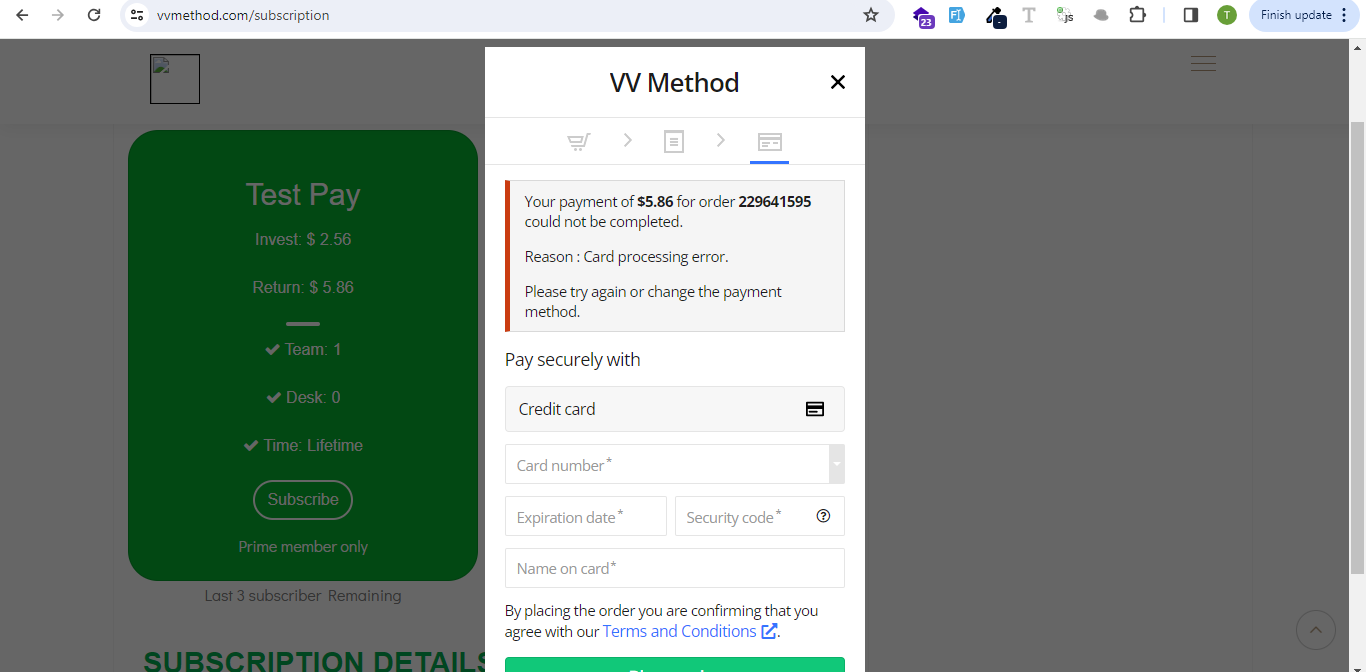 vvmethod.com/subscription
23
T
js
T
Finish update
VV Method
Test Pay
Invest: $ 2.56
Return: $ 5.86
Team: 1
Desk: 0
Time: Lifetime
Subscribe
Prime member only
Last 3 subscriber Remaining
SUBSCRIPTION DETAILS
Your payment of $5.86 for order 229641595
could not be completed.
Reason : Card processing error.
Please try again or change the payment
method.
Pay securely with
Credit card
Card number*
Expiration date*
Security code*
Name on card*
By placing the order you are confirming that you
agree with our Terms and Conditions.